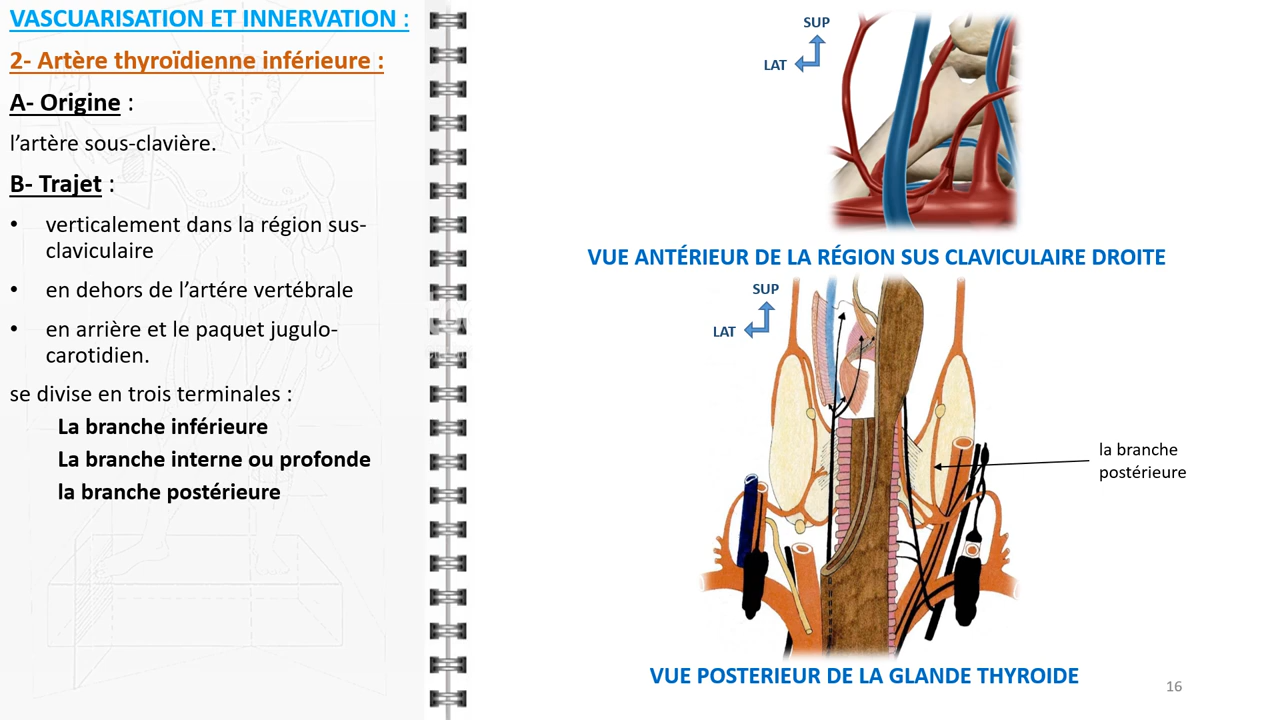 VASCUARISATION ET INNERVATION :
2- Artère thyroïdienne inférieure :
A- Origine :
l’artère sous-clavière.
B- Trajet :
• verticalement dans la région sus-
claviculaire
• en dehors de l’artére vertébrale
• en arrière et le paquet jugulo-
carotidien.
se divise en trois terminales :
La branche inférieure
La branche interne ou profonde
la branche postérieure
SUP
LAT
VUE ANTÉRIEUR DE LA RÉGION SUS CLAVICULAIRE DROITE
SUP
LAT
la branche
postérieure
VUE POSTERIEUR DE LA GLANDE THYROIDE
16